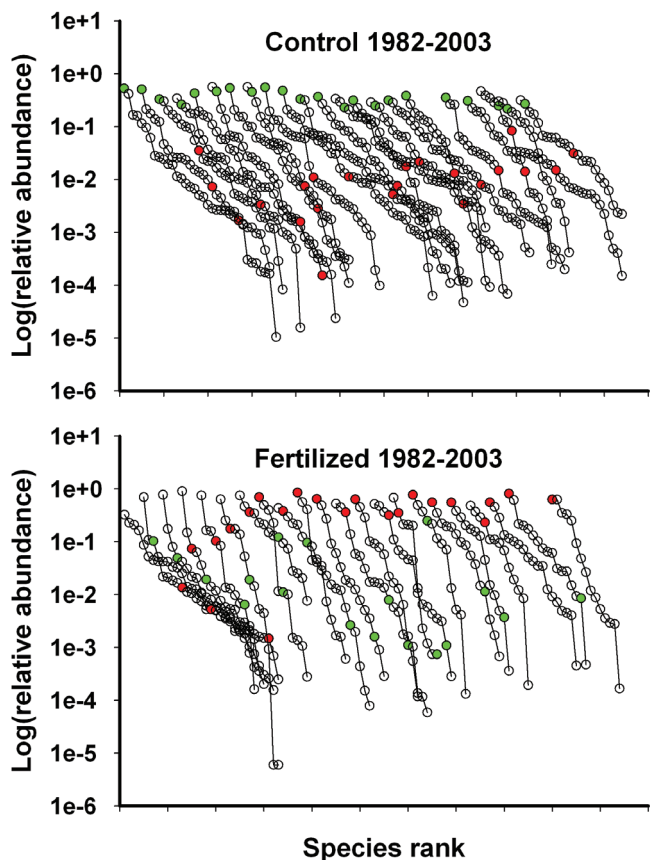 Control 1982-2003
Log(relative abundance)
1e+1
1e+0
1e-1
1e-2
1e-3
1e-4
1e-5
1e-6
Fertilized 1982-2003
Log(relative abundance)
1e+1
1e+0
1e-1
1e-2
1e-3
1e-4
1e-5
1e-6
Species rank